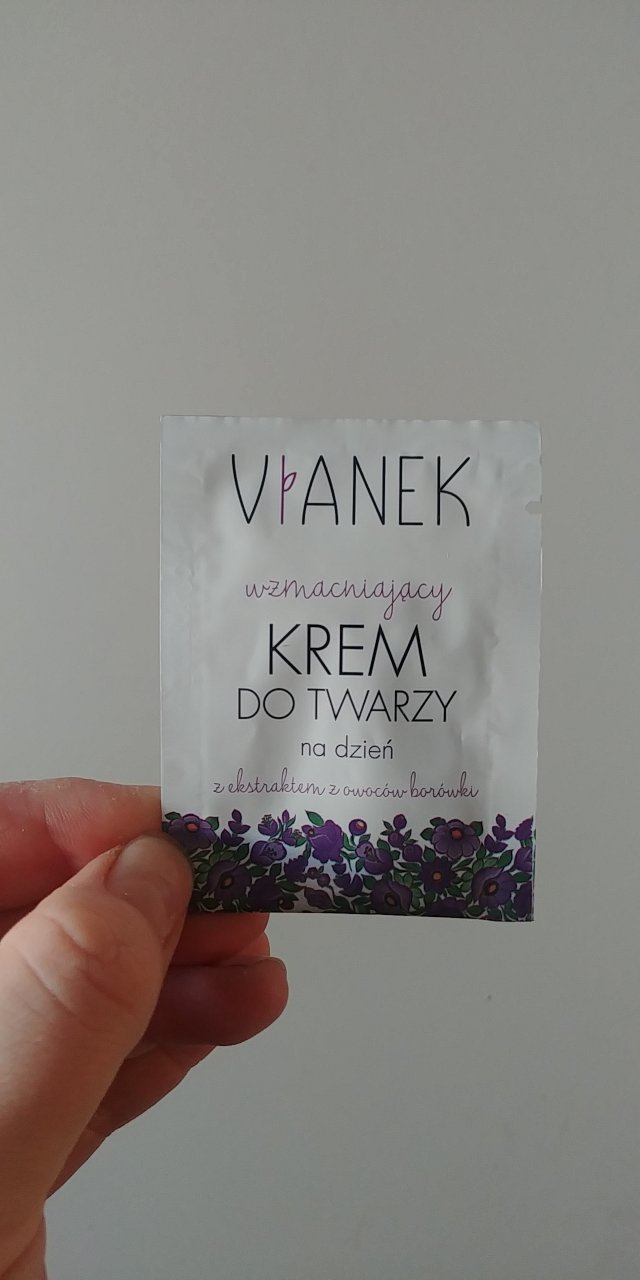 VIANEK
wzmacniający
KREM
DO TWARZY
na dzień
z ekstraktem z owoców borówki